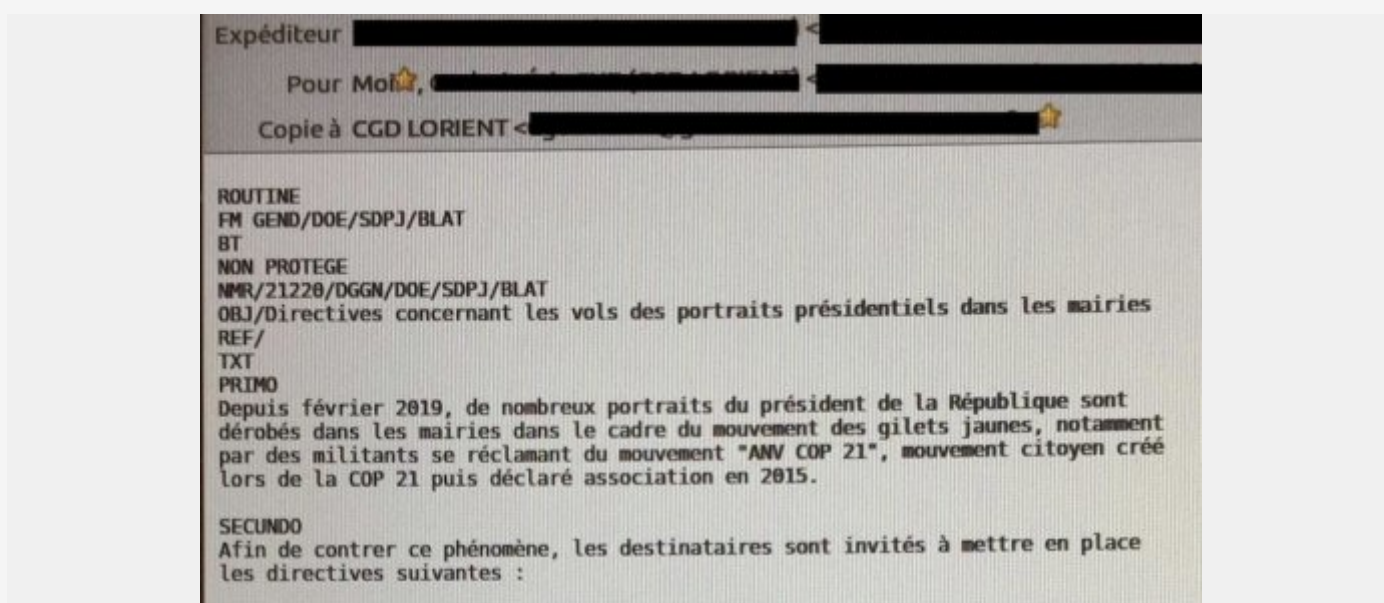 Expéditeur <
Pour Moi, <
Copie à CGD LORIENT <
ROUTINE
FM GEND/DOE/SDPJ/BLAT
BT
NON PROTEGE
NMR/21220/DGGN/DOE/SDPJ/BLAT
OBJ/Directives concernant les vols des portraits présidentiels dans les mairies
REF/
TXT
PRIMO
Depuis février 2019, de nombreux portraits du président de la République sont
dérobés dans les mairies dans le cadre du mouvement des gilets jaunes, notamment
par des militants se réclamant du mouvement "ANV COP 21", mouvement citoyen créé
lors de la COP 21 puis déclaré association en 2015.
SECUNDO
Afin de contrer ce phénomène, les destinataires sont invités à mettre en place
les directives suivantes :